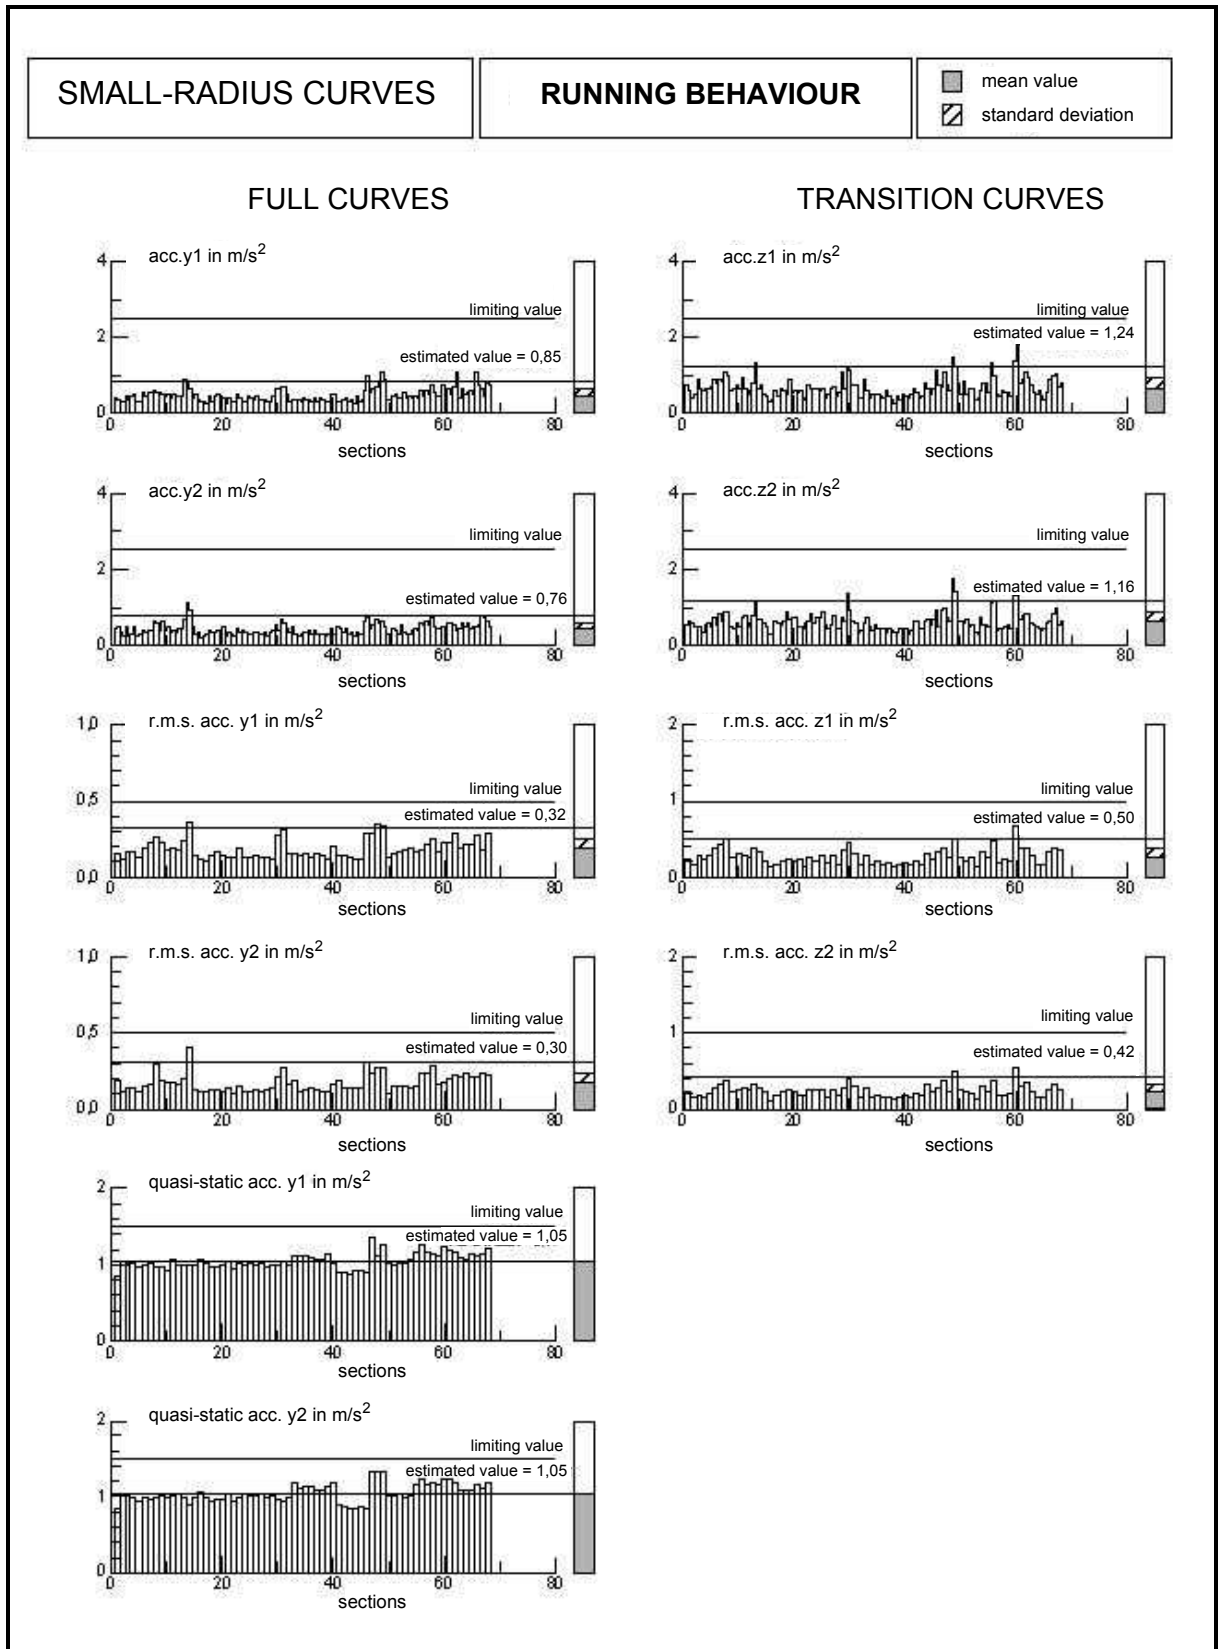 SMALL-RADIUS CURVES
RUNNING BEHAVIOUR
mean value
standard deviation
FULL CURVES
acc.y1 in m/s²
4
2
0
limiting value
estimated value = 0,85
0 20 40 60 80
sections
acc.y2 in m/s²
4
2
0
limiting value
estimated value = 0,76
0 20 40 60 80
sections
r.m.s. acc. y1 in m/s²
1,0
0,5
0,0
limiting value
estimated value = 0,32
0 20 40 60 80
sections
r.m.s. acc. y2 in m/s²
1,0
0,5
0,0
limiting value
estimated value = 0,30
0 20 40 60 80
sections
quasi-static acc. y1 in m/s²
2
1
0
limiting value
estimated value = 1,05
0 20 40 60 80
sections
quasi-static acc. y2 in m/s²
2
1
0
limiting value
estimated value = 1,05
0 20 40 60 80
sections
TRANSITION CURVES
acc.z1 in m/s²
4
2
0
limiting value
estimated value = 1,24
0 20 40 60 80
sections
acc.z2 in m/s²
4
2
0
limiting value
estimated value = 1,16
0 20 40 60 80
sections
r.m.s. acc. z1 in m/s²
2
1
0
limiting value
estimated value = 0,50
0 20 40 60 80
sections
r.m.s. acc. z2 in m/s²
2
1
0
limiting value
estimated value = 0,42
0 20 40 60 80
sections